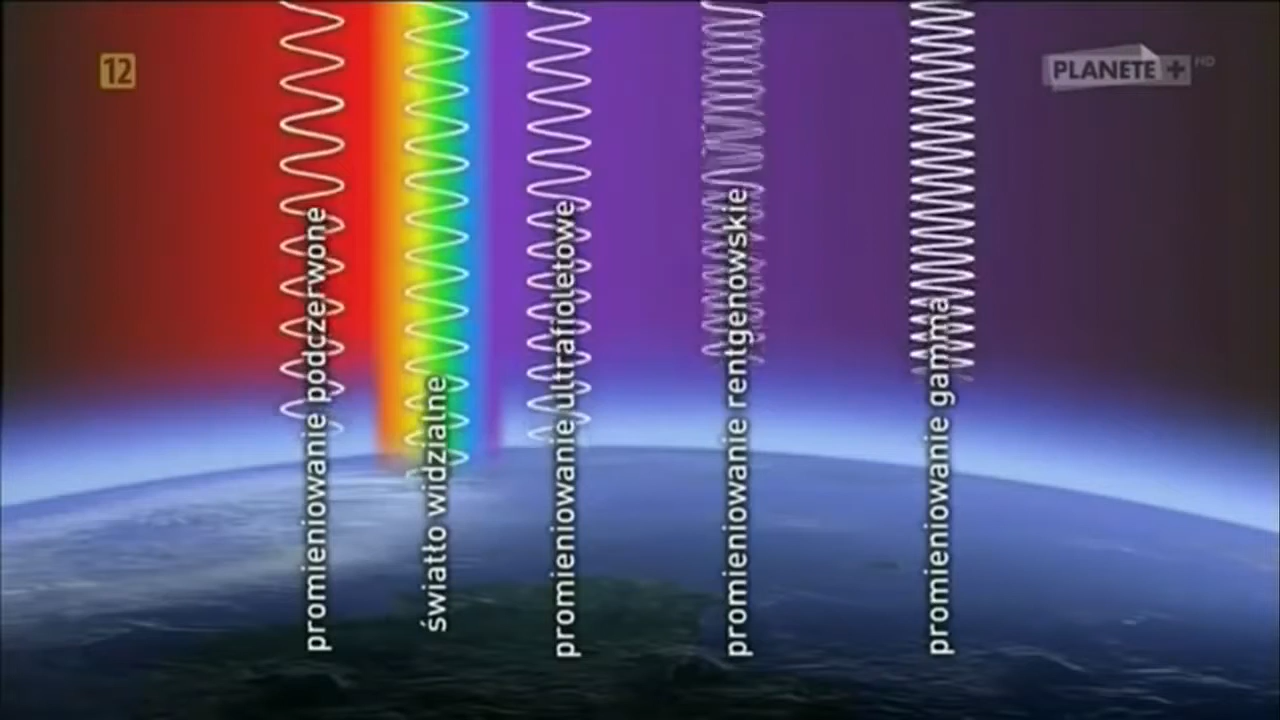 12
PLANETE + HD
promieniowanie podczerwone
światło widzialne
promieniowanie ultrafioletowe
promieniowanie rentgenowskie
promieniowanie gamma